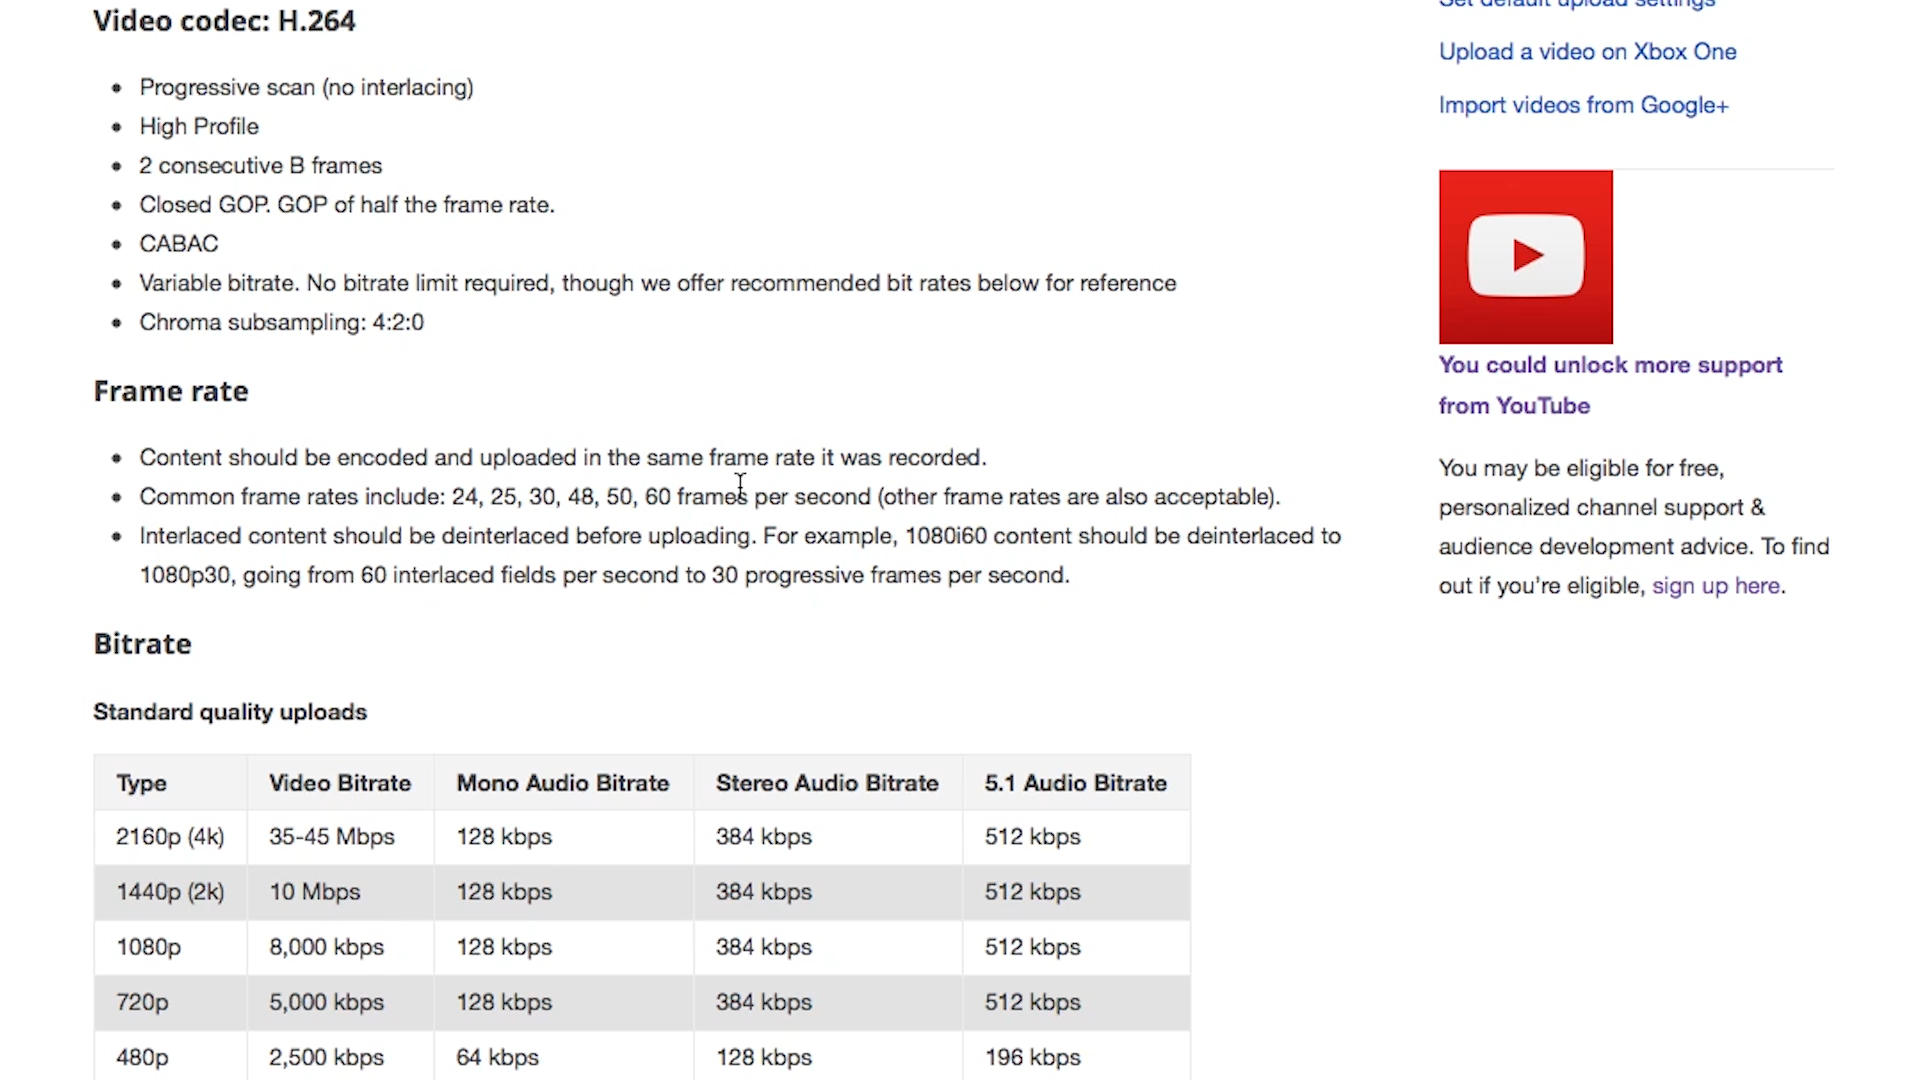 Video codec: H.264
Progressive scan (no interlacing)
High Profile
2 consecutive B frames
Closed GOP. GOP of half the frame rate.
CABAC
Variable bitrate. No bitrate limit required, though we offer recommended bit rates below for reference
Chroma subsampling: 4:2:0
Frame rate
Content should be encoded and uploaded in the same frame rate it was recorded.
Common frame rates include: 24, 25, 30, 48, 50, 60 frames per second (other frame rates are also acceptable).
Interlaced content should be deinterlaced before uploading. For example, 1080i60 content should be deinterlaced to
1080p30, going from 60 interlaced fields per second to 30 progressive frames per second.
Bitrate
Standard quality uploads
Type Video Bitrate Mono Audio Bitrate Stereo Audio Bitrate 5.1 Audio Bitrate
2160p (4k) 35-45 Mbps 128 kbps 384 kbps 512 kbps
1440p (2k) 10 Mbps 128 kbps 384 kbps 512 kbps
1080p 8,000 kbps 128 kbps 384 kbps 512 kbps
720p 5,000 kbps 128 kbps 384 kbps 512 kbps
480p 2,500 kbps 64 kbps 128 kbps 196 kbps
Set default upload settings
Upload a video on Xbox One
Import videos from Google+
You could unlock more support
from YouTube
You may be eligible for free,
personalized channel support &
audience development advice. To find
out if you're eligible, sign up here.